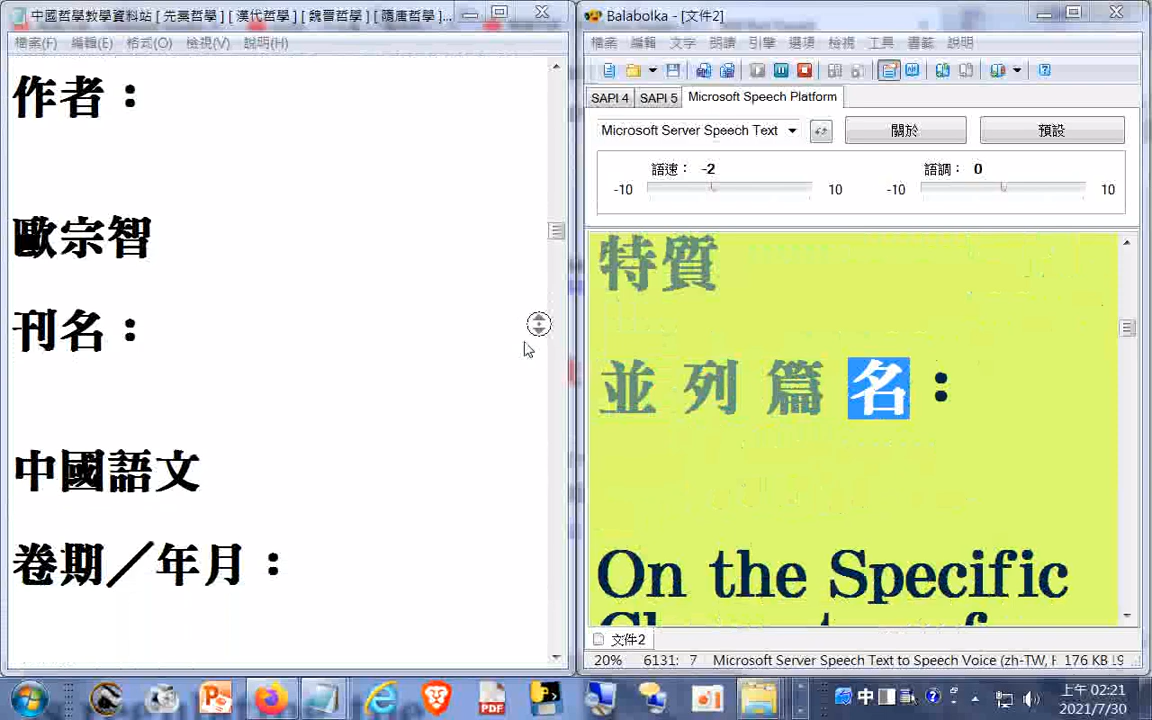 中國哲學教學資料站 [ 先秦哲學 ] [ 漢代哲學 ] [ 魏晉哲學 ] [ 隋唐哲學 ]...
檔案(F) 編輯(E) 格式(O) 檢視(V) 說明(H)
作者：
歐宗智
刊名：
中國語文
卷期／年月：
Balabolka - [文件2]
檔案 編輯 文字 朗讀 引擎 選項 檢視 工具 書籤 說明
SAPI 4 SAPI 5 Microsoft Speech Platform
Microsoft Server Speech Text 關於 預設
語速： -2 語調： 0
-10 10 -10 10
特質
並 列 篇 名：
On the Specific
文件2
20% 6131: 7 Microsoft Server Speech Text to Speech Voice (zh-TW, 176 KB
PDF 中 上午 02:21
2021/7/30